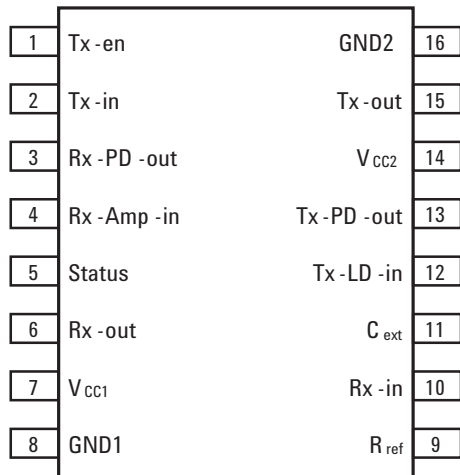 1 Tx-en GND2 16
2 Tx-in Tx-out 15
3 Rx-PD-out VCC2 14
4 Rx-Amp-in Tx-PD-out 13
5 Status Tx-LD-in 12
6 Rx-out Cext 11
7 VCC1 Rx-in 10
8 GND1 Rref 9